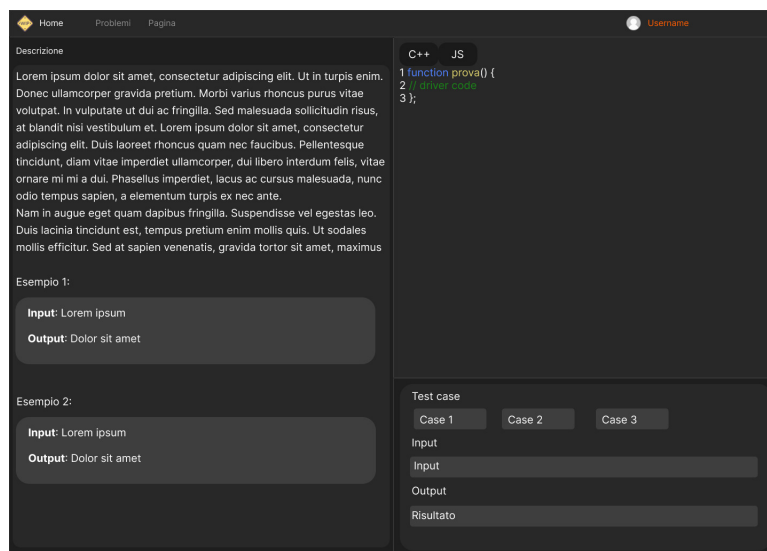 Home Problemi Pagina Username
Descrizione
Lorem ipsum dolor sit amet, consectetur adipiscing elit. Ut in turpis enim.
Donec ullamcorper gravida pretium. Morbi varius rhoncus purus vitae
volutpat. In vulputate ut dui ac fringilla. Sed malesuada sollicitudin risus,
at blandit nisi vestibulum et. Lorem ipsum dolor sit amet, consectetur
adipiscing elit. Duis laoreet rhoncus quam nec faucibus. Pellentesque
tincidunt, diam vitae imperdiet ullamcorper, dui libero interdum felis, vitae
ornare mi mi a dui. Phasellus imperdiet, lacus ac cursus malesuada, nunc
odio tempus sapien, a elementum turpis ex nec ante.
Nam in augue eget quam dapibus fringilla. Suspendisse vel egestas leo.
Duis lacinia tincidunt est, tempus pretium enim mollis quis. Ut sodales
mollis efficitur. Sed at sapien venenatis, gravida tortor sit amet, maximus
Esempio 1:
Input: Lorem ipsum
Output: Dolor sit amet
Esempio 2:
Input: Lorem ipsum
Output: Dolor sit amet
C++ JS
1 function prova() {
2 // driver code
3 };
Test case
Case 1 Case 2 Case 3
Input
Input
Output
Risultato